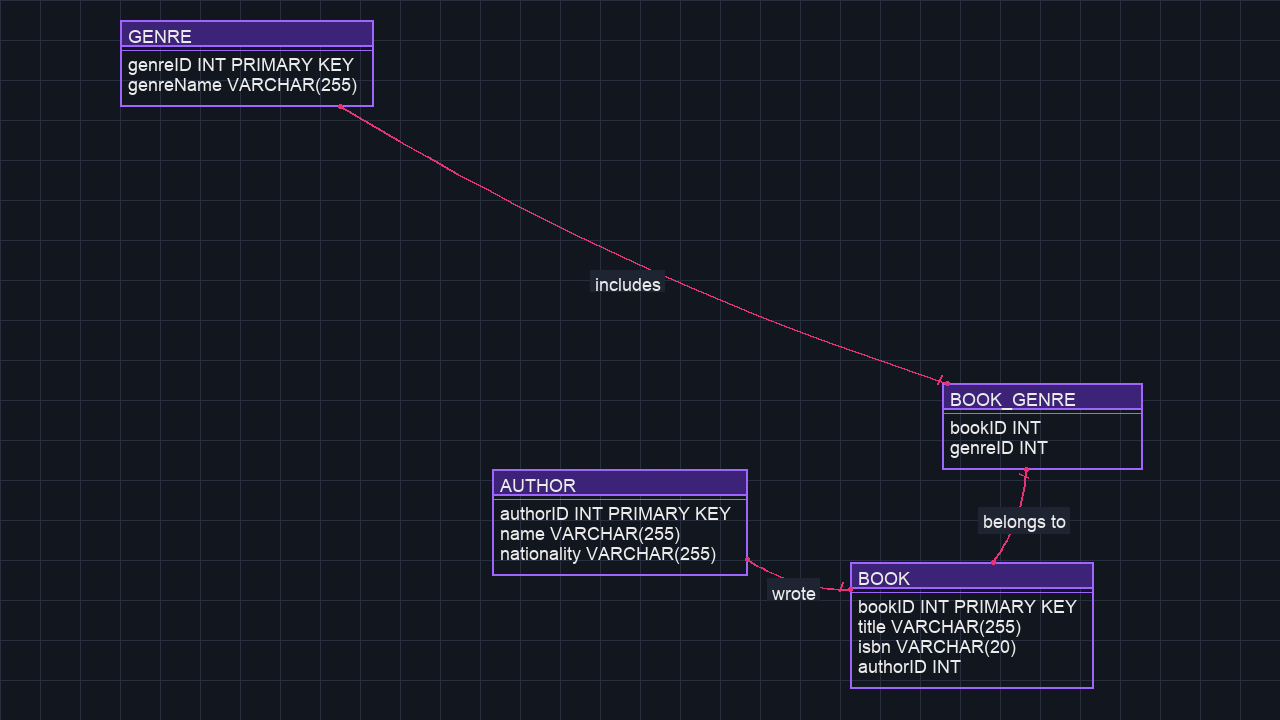 GENRE
genreID INT PRIMARY KEY
genreName VARCHAR(255)
includes
BOOK_GENRE
bookID INT
genreID INT
AUTHOR
authorID INT PRIMARY KEY
name VARCHAR(255)
nationality VARCHAR(255)
belongs to
wrote
BOOK
bookID INT PRIMARY KEY
title VARCHAR(255)
isbn VARCHAR(20)
authorID INT